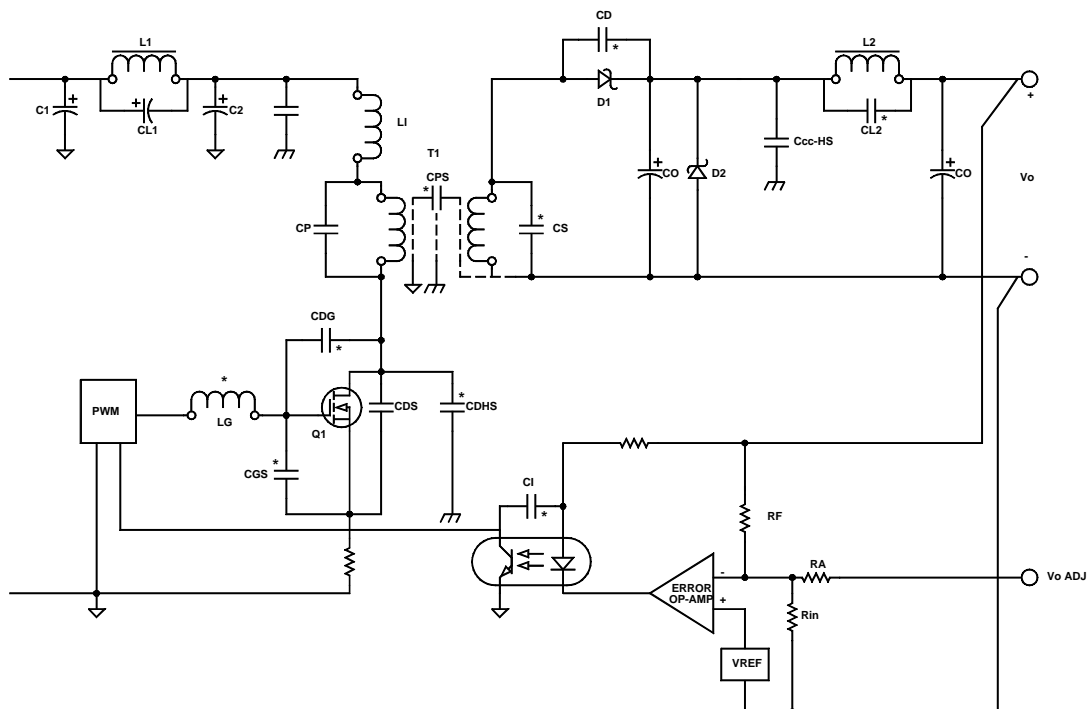 L1
CD
*
L2
C1
+
+
CL1
+
C2
D1
CL2
*
+
LI
T1
CPS
*
Ccc-HS
+
CO
D2
+
CO
Vo
CP
*
CS
-
CDG
*
*
LG
PWM
Q1
CDS
*
CDHS
*
CGS
CI
*
RF
RA
Vo ADJ
-
ERROR
OP-AMP
+
Rin
VREF